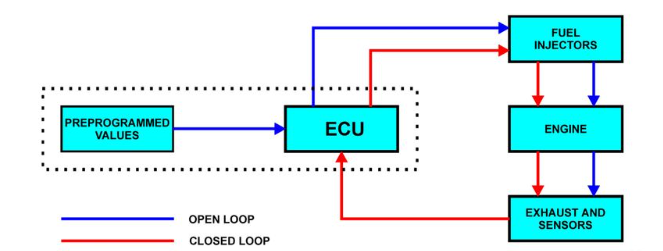 FUEL
INJECTORS
PREPROGRAMMED
VALUES
ECU
ENGINE
EXHAUST AND
SENSORS
OPEN LOOP
CLOSED LOOP